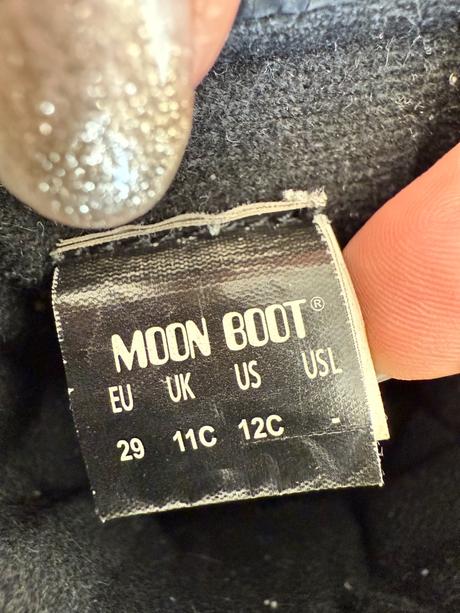 MOON BOOT®
EU UK US USL
29 11C 12C -